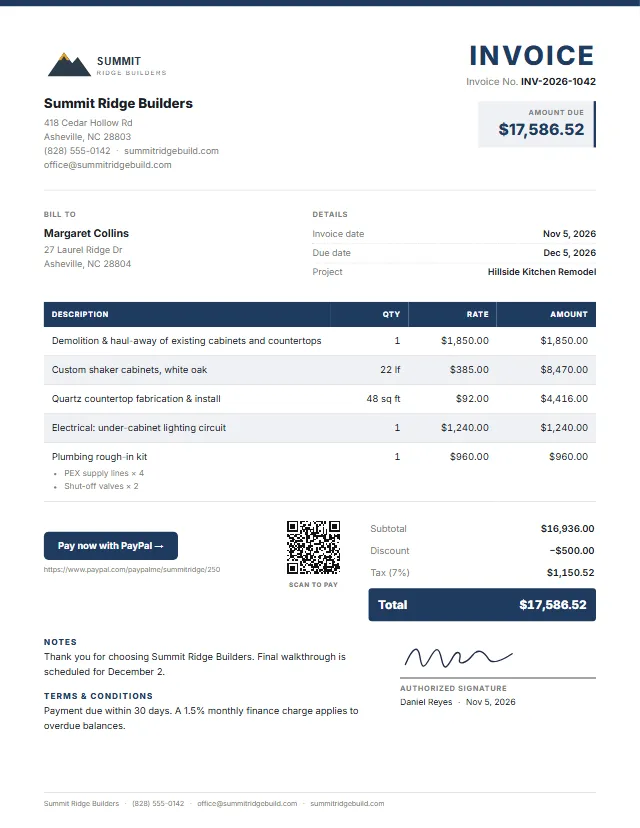 SUMMIT
RIDGE BUILDERS
INVOICE
Invoice No. INV-2026-1042
AMOUNT DUE
$17,586.52
Summit Ridge Builders
418 Cedar Hollow Rd
Asheville, NC 28803
(828) 555-0142 · summitridgebuild.com
office@summitridgebuild.com
BILL TO
Margaret Collins
27 Laurel Ridge Dr
Asheville, NC 28804
DETAILS
Invoice date Nov 5, 2026
Due date Dec 5, 2026
Project Hillside Kitchen Remodel
DESCRIPTION QTY RATE AMOUNT
Demolition & haul-away of existing cabinets and countertops 1 $1,850.00 $1,850.00
Custom shaker cabinets, white oak 22 lf $385.00 $8,470.00
Quartz countertop fabrication & install 48 sq ft $92.00 $4,416.00
Electrical: under-cabinet lighting circuit 1 $1,240.00 $1,240.00
Plumbing rough-in kit 1 $960.00 $960.00
• PEX supply lines × 4
• Shut-off valves × 2
Pay now with PayPal →
https://www.paypal.com/paypalme/summitridge/250
SCAN TO PAY
Subtotal $16,936.00
Discount −$500.00
Tax (7%) $1,150.52
Total $17,586.52
NOTES
Thank you for choosing Summit Ridge Builders. Final walkthrough is
scheduled for December 2.
TERMS & CONDITIONS
Payment due within 30 days. A 1.5% monthly finance charge applies to
overdue balances.
AUTHORIZED SIGNATURE
Daniel Reyes · Nov 5, 2026
Summit Ridge Builders · (828) 555-0142 · office@summitridgebuild.com · summitridgebuild.com